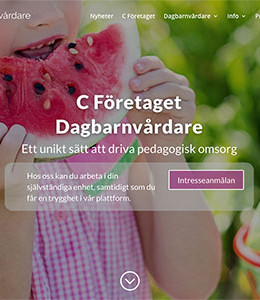 vårdare
Nyheter C Företaget Dagbarnvårdare Info
C Företaget
Dagbarnvårdare
Ett unikt sätt att driva pedagogisk omsorg
Hos oss kan du arbeta i din
självständiga enhet, samtidigt som du
får en trygghet i vår plattform.
Intresseanmälan